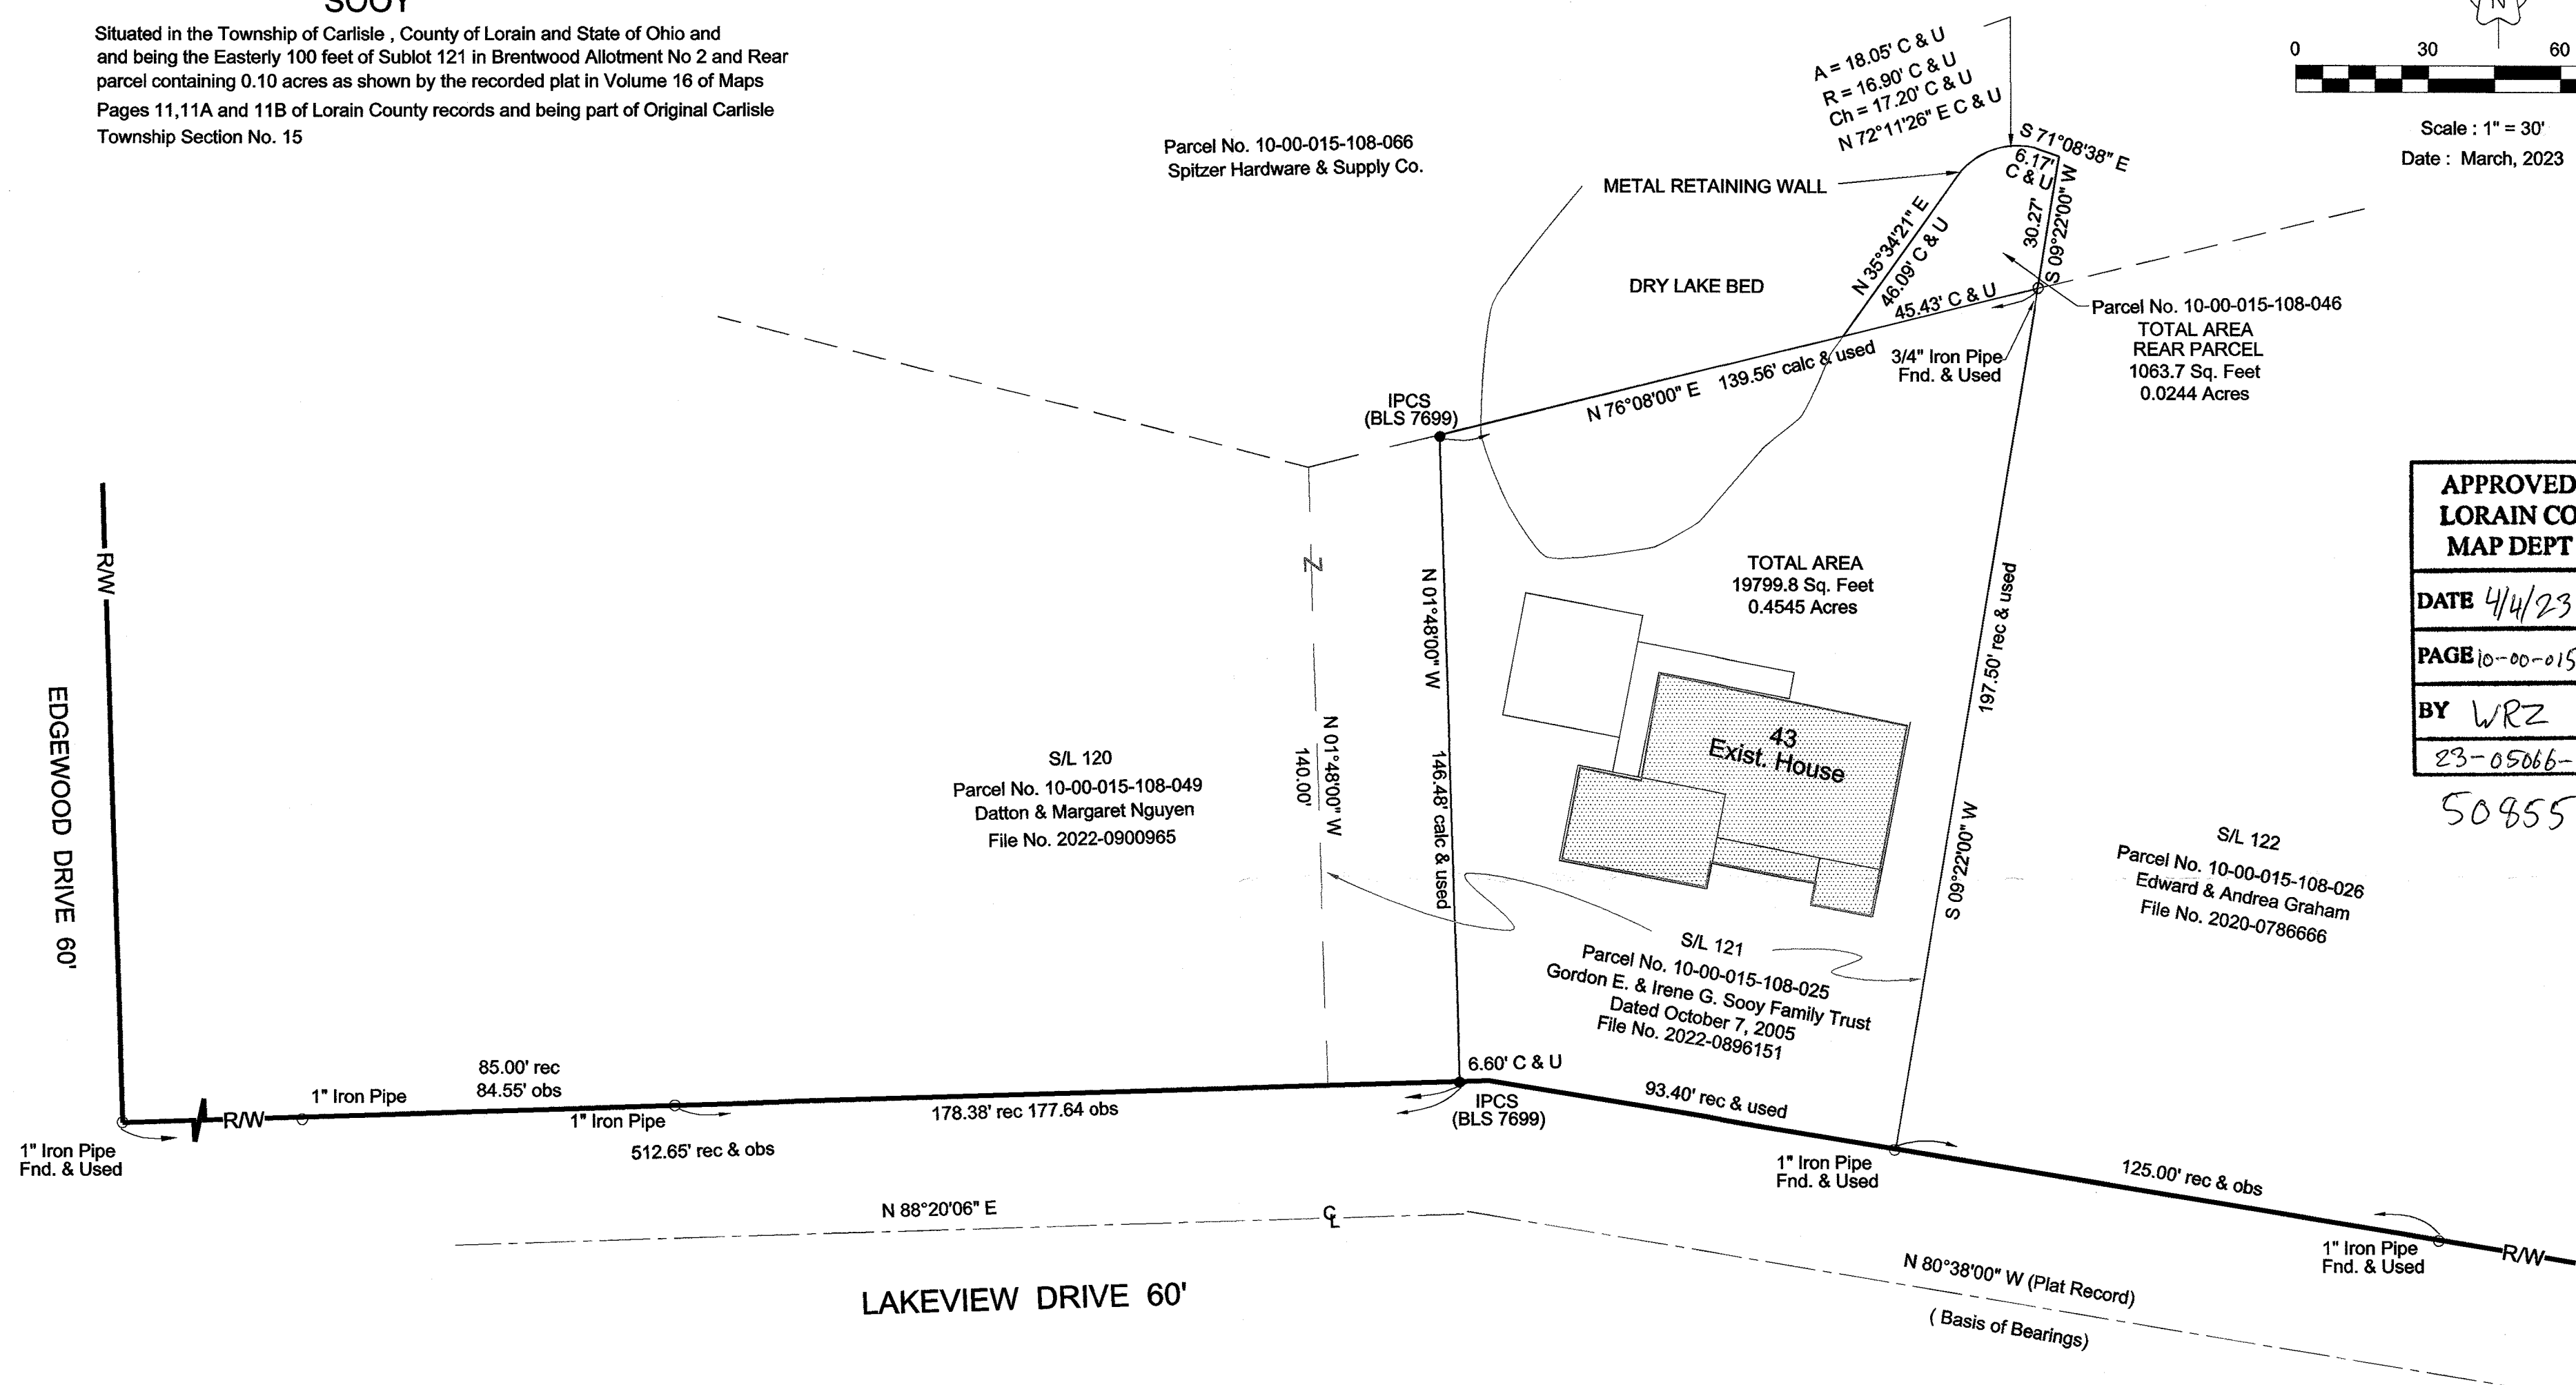 SOOY
Situated in the Township of Carlisle , County of Lorain and State of Ohio and
and being the Easterly 100 feet of Sublot 121 in Brentwood Allotment No 2 and Rear
parcel containing 0.10 acres as shown by the recorded plat in Volume 16 of Maps
Pages 11,11A and 11B of Lorain County records and being part of Original Carlisle
Township Section No. 15
Parcel No. 10-00-015-108-066
Spitzer Hardware & Supply Co.
A = 18.05' C & U
R = 16.90' C & U
Ch = 17.20' C & U
N 72°11'26" E C & U
N
0 30 60
Scale : 1" = 30'
Date : March, 2023
METAL RETAINING WALL
S 71°08'38" E
6.17'
C & U
30.27'
S 09°22'00" W
N 35°34'21" E
46.09' C & U
DRY LAKE BED
45.43' C & U
Parcel No. 10-00-015-108-046
TOTAL AREA
REAR PARCEL
1063.7 Sq. Feet
0.0244 Acres
3/4" Iron Pipe
Fnd. & Used
N 76°08'00" E 139.56' calc & used
IPCS
(BLS 7699)
APPROVED
LORAIN CO
MAP DEPT
DATE 4/4/23
PAGE 10-00-015
BY WRZ
23-05066-
50855
R/W
Z
N 01°48'00" W
146.48' calc & used
TOTAL AREA
19799.8 Sq. Feet
0.4545 Acres
197.50' rec & used
S 09°22'00" W
EDGEWOOD DRIVE 60'
N 01°48'00" W
140.00'
43
Exist. House
S/L 120
Parcel No. 10-00-015-108-049
Datton & Margaret Nguyen
File No. 2022-0900965
S/L 122
Parcel No. 10-00-015-108-026
Edward & Andrea Graham
File No. 2020-0786666
S/L 121
Parcel No. 10-00-015-108-025
Gordon E. & Irene G. Sooy Family Trust
Dated October 7, 2005
File No. 2022-0896151
6.60' C & U
85.00' rec
84.55' obs
1" Iron Pipe
R/W
1" Iron Pipe
178.38' rec 177.64 obs
IPCS
(BLS 7699)
93.40' rec & used
1" Iron Pipe
Fnd. & Used
512.65' rec & obs
1" Iron Pipe
Fnd. & Used
125.00' rec & obs
N 88°20'06" E
CL
1" Iron Pipe
Fnd. & Used
R/W
N 80°38'00" W (Plat Record)
( Basis of Bearings)
LAKEVIEW DRIVE 60'